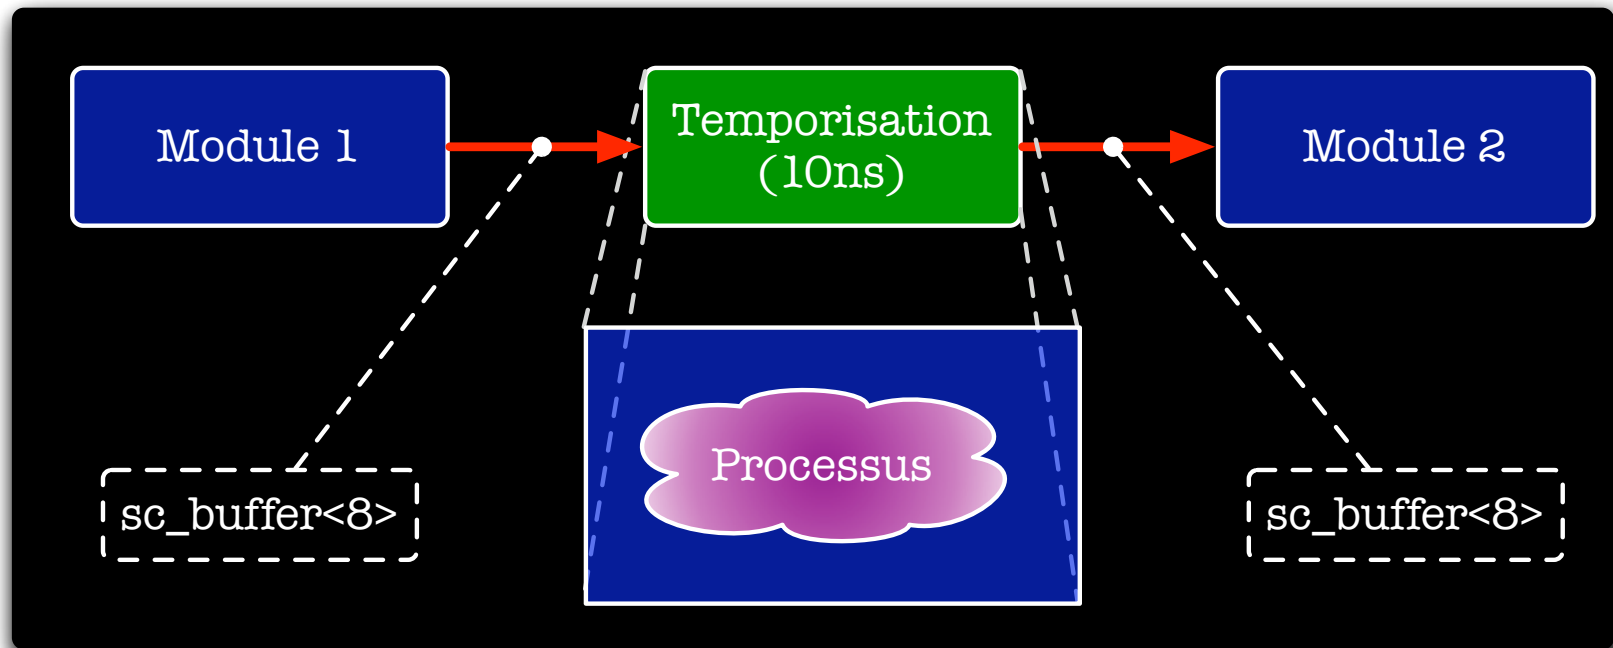 Module 1
Temporisation
(10ns)
Module 2
Processus
sc_buffer<8>
sc_buffer<8>